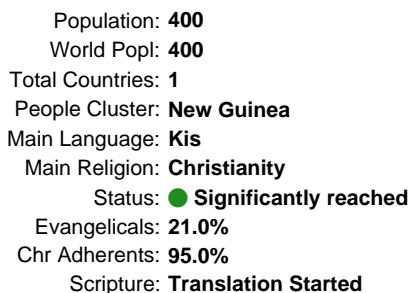 Population: 400
World Popl: 400
Total Countries: 1
People Cluster: New Guinea
Main Language: Kis
Main Religion: Christianity
Status: Significantly reached
Evangelicals: 21.0%
Chr Adherents: 95.0%
Scripture: Translation Started